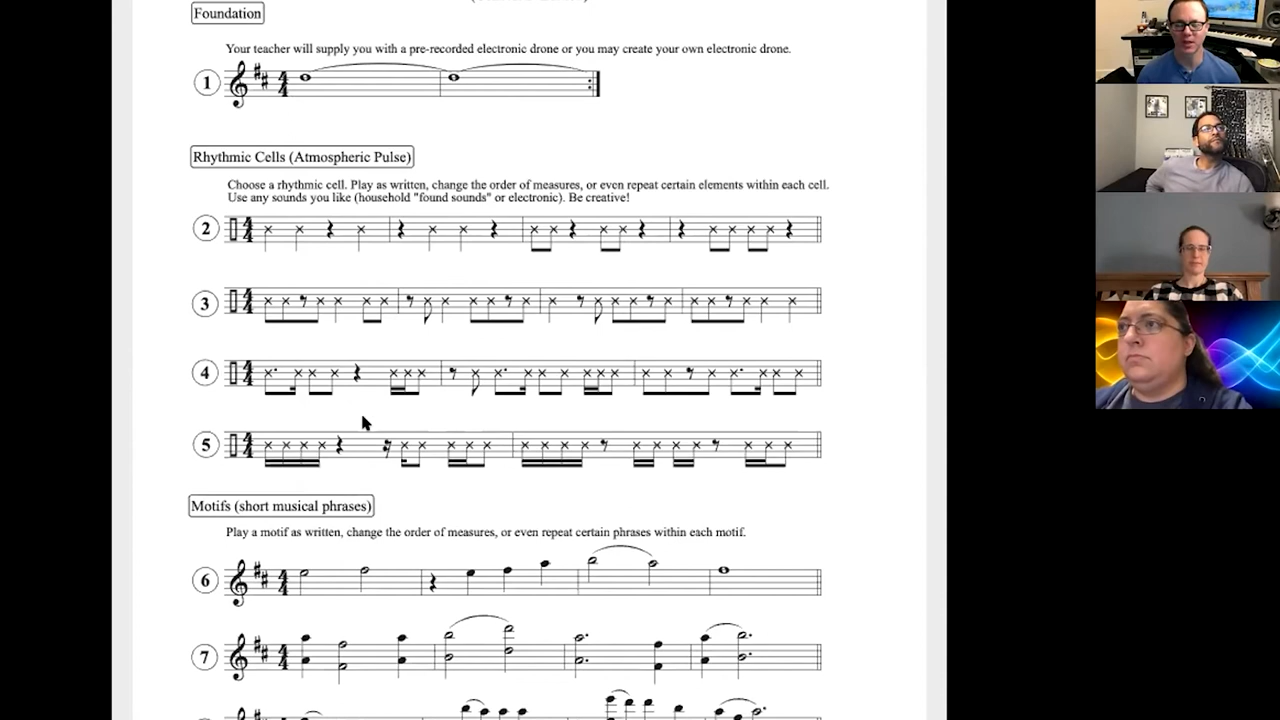 Foundation
Your teacher will supply you with a pre-recorded electronic drone or you may create your own electronic drone.
1
Rhythmic Cells (Atmospheric Pulse)
Choose a rhythmic cell. Play as written, change the order of measures, or even repeat certain elements within each cell.
Use any sounds you like (household "found sounds" or electronic). Be creative!
2
3
4
5
Motifs (short musical phrases)
Play a motif as written, change the order of measures, or even repeat certain phrases within each motif.
6
7